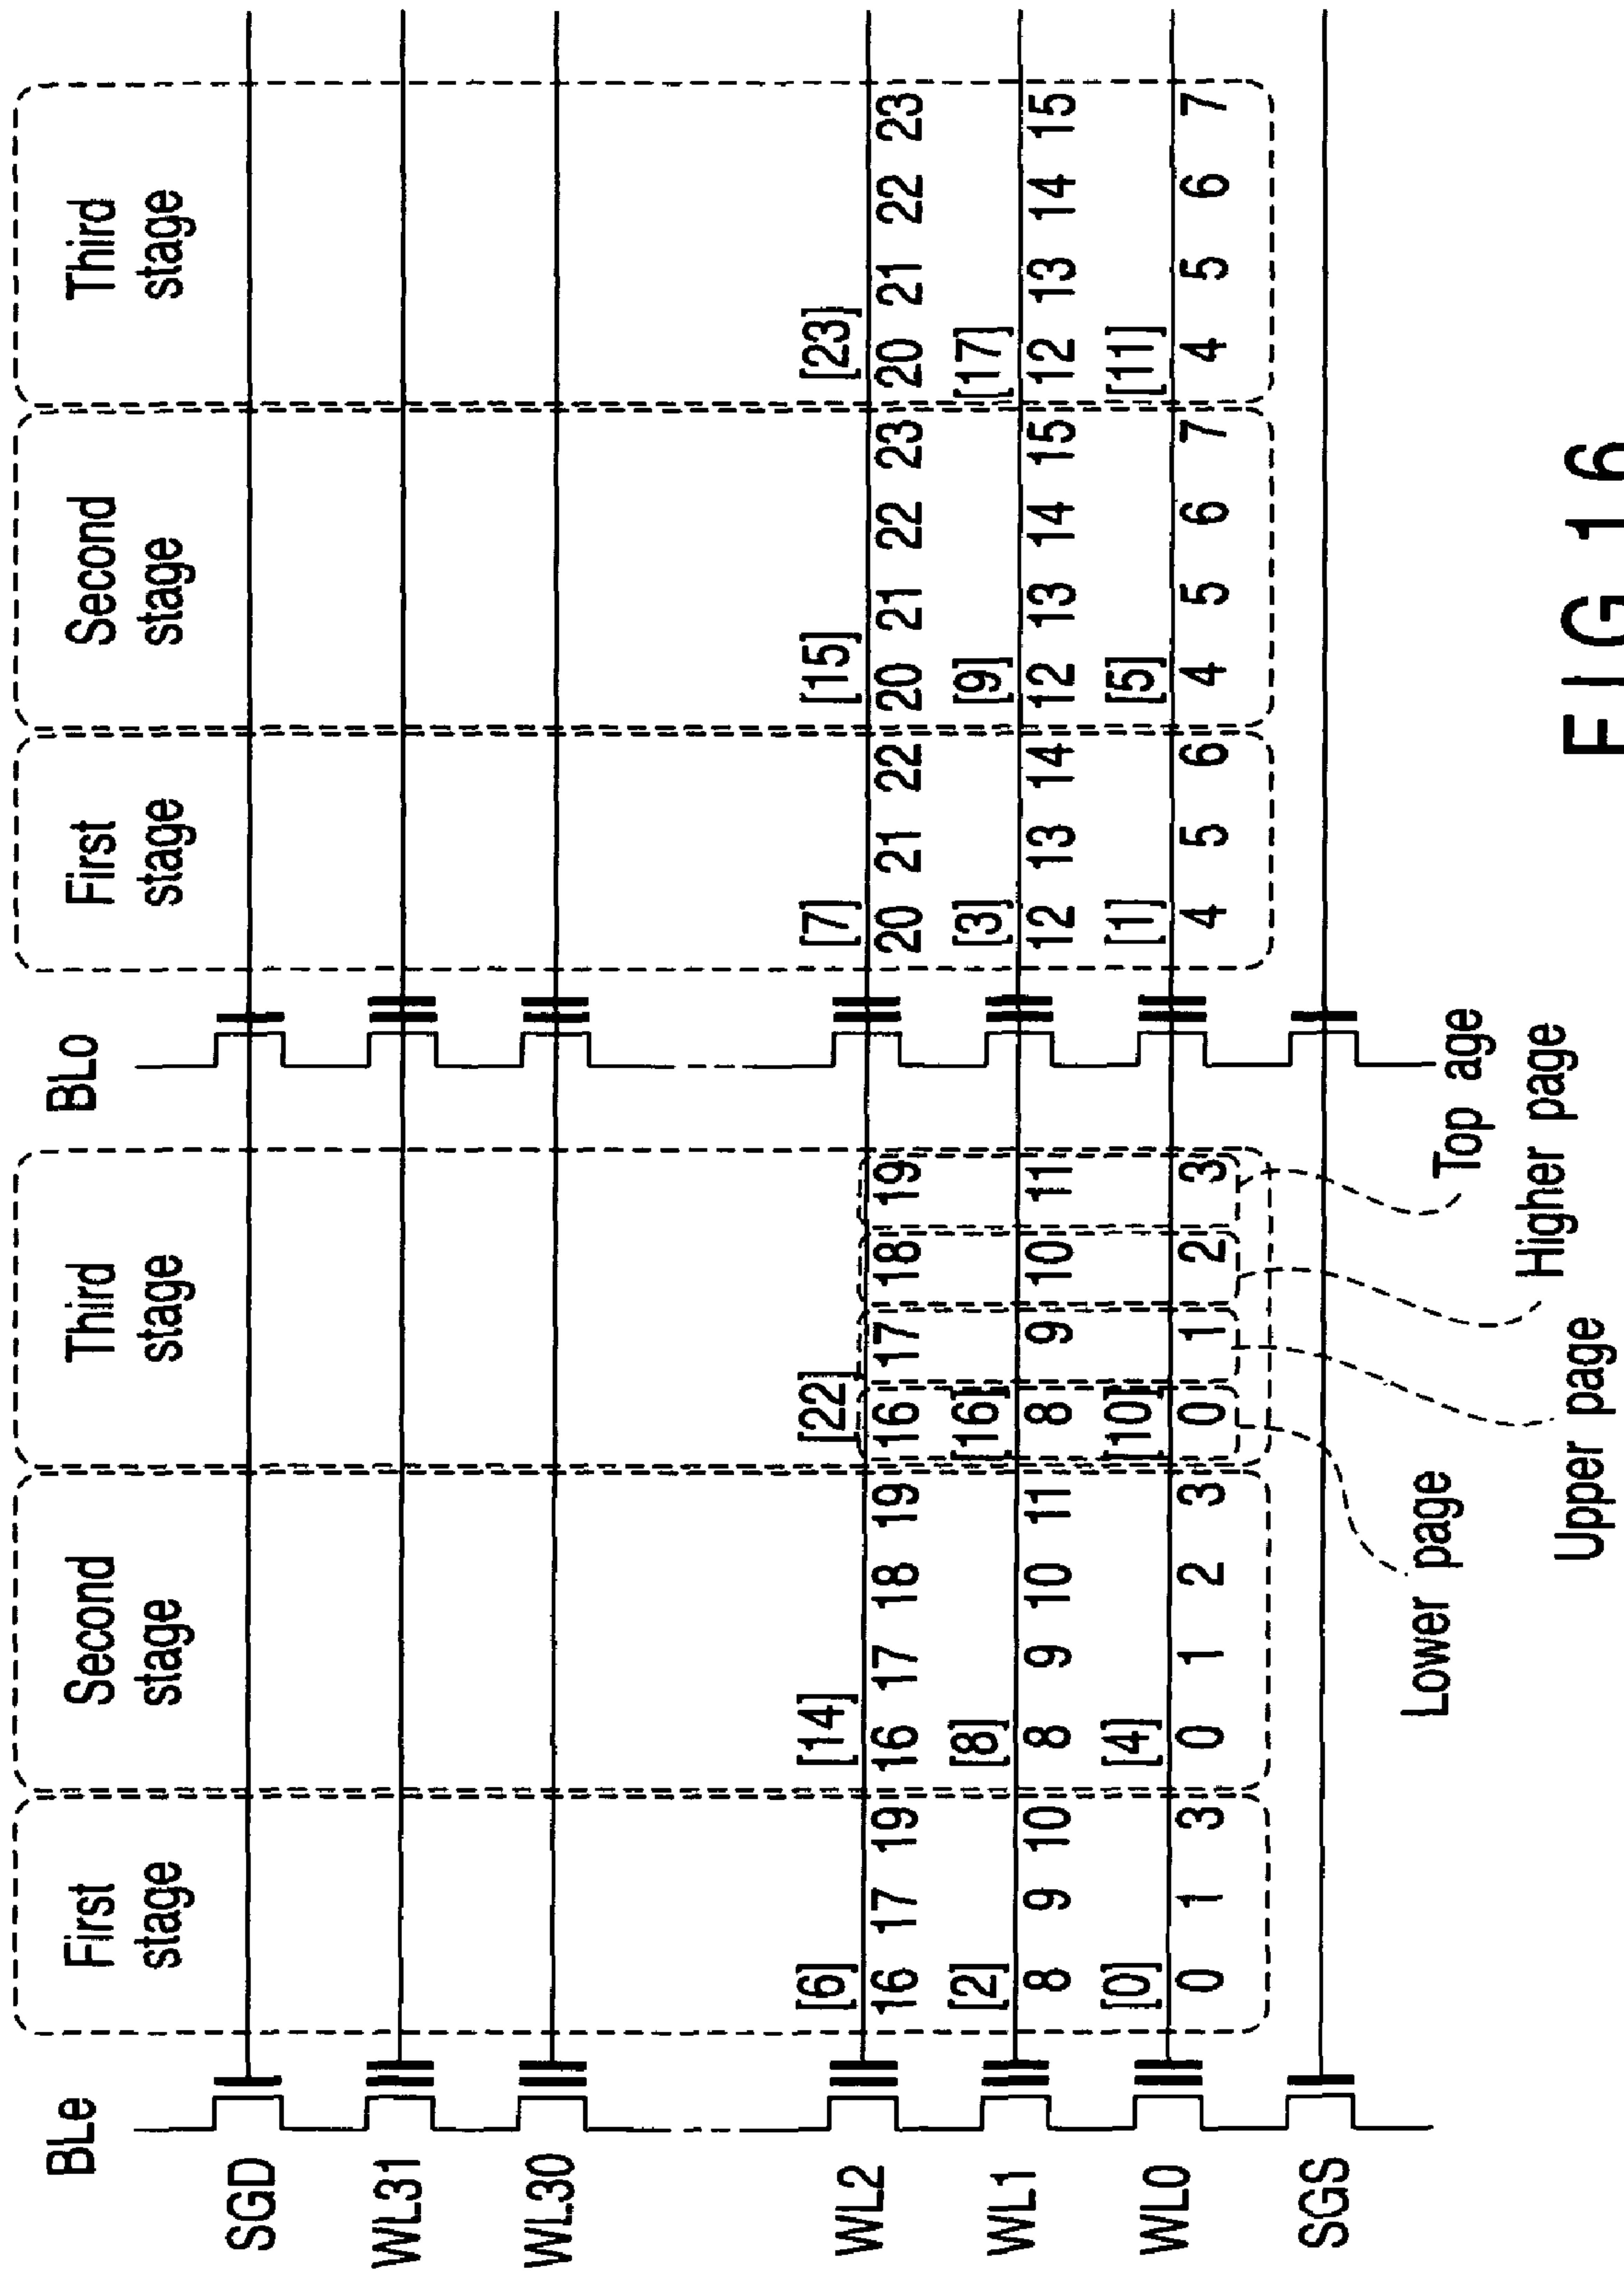 BLe
First
stage
Second
stage
Third
stage
BLo
First
stage
Second
stage
Third
stage
SGD
WL31
WL30
WL2
[6]
[14]
[22]
[7]
[15]
[23]
16 17 19
16 17 18 19
16 17 18 19
20 21 22
20 21 22 23
20 21 22 23
WL1
[2]
[8]
[16]
[3]
[9]
[17]
8 9 10
8 9 10 11
8 9 10 11
12 13 14
12 13 14 15
12 13 14 15
WL0
[0]
[4]
[10]
[1]
[5]
[11]
0 1 3
0 1 2 3
0 1 2 3
4 5 6
4 5 6 7
4 5 6 7
SGS
Lower page
Upper page
Higher page
Top age
FIG 16